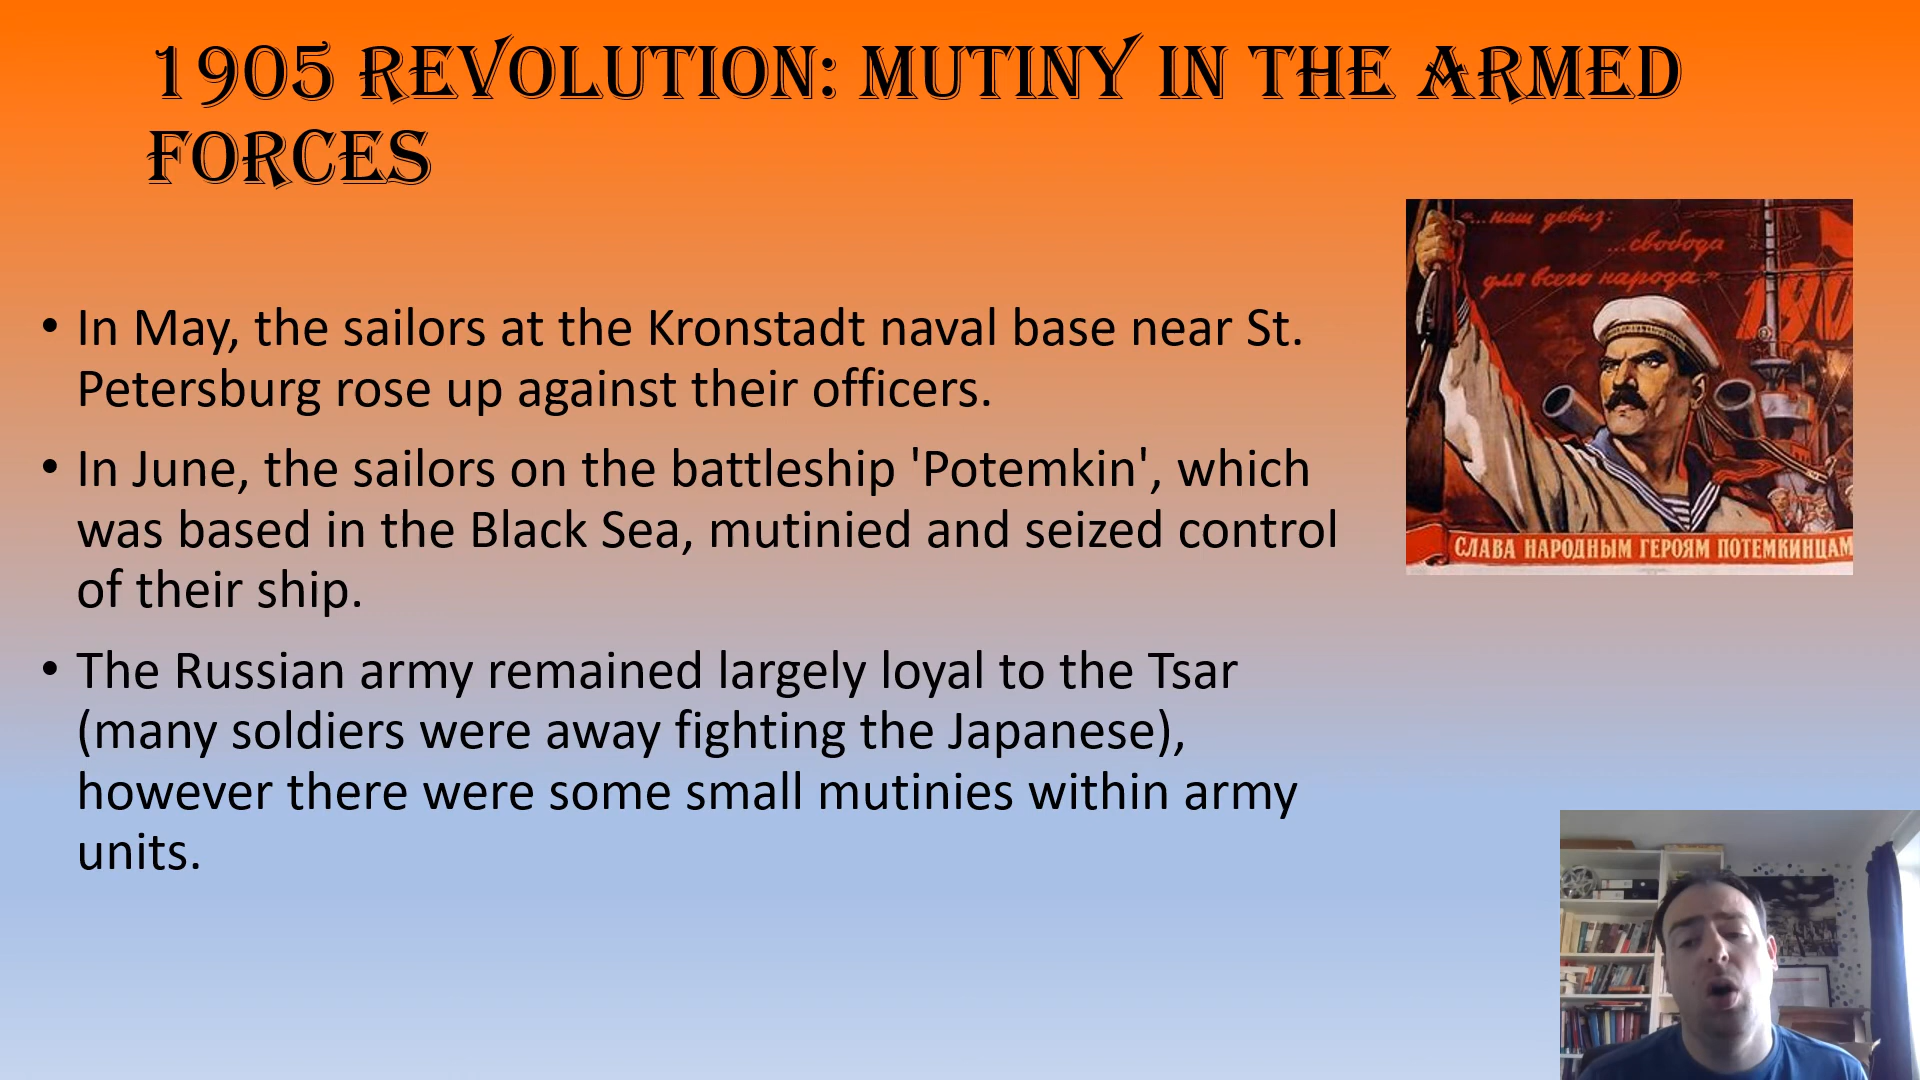 1905 REVOLUTION: MUTINY IN THE ARMED
FORCES
"...наш девиз:
...свобода
для всего народа."
190
• In May, the sailors at the Kronstadt naval base near St.
Petersburg rose up against their officers.
• In June, the sailors on the battleship 'Potemkin', which
was based in the Black Sea, mutinied and seized control
of their ship.
• The Russian army remained largely loyal to the Tsar
(many soldiers were away fighting the Japanese),
however there were some small mutinies within army
units.
СЛАВА НАРОДНЫМ ГЕРОЯМ ПОТЕМКИНЦАМ